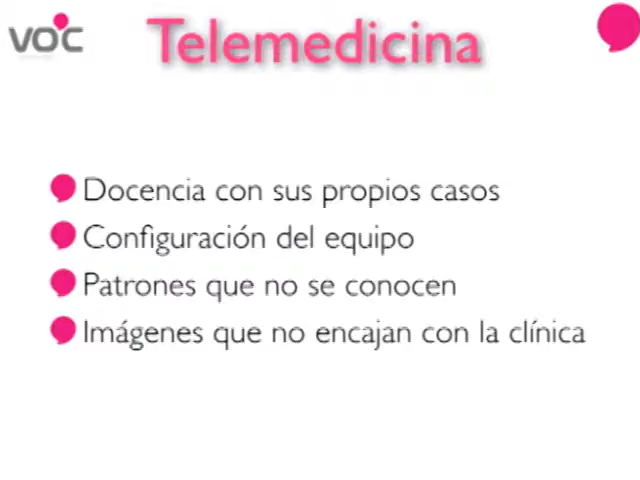 voc
Telemedicina
Docencia con sus propios casos
Configuración del equipo
Patrones que no se conocen
Imágenes que no encajan con la clínica